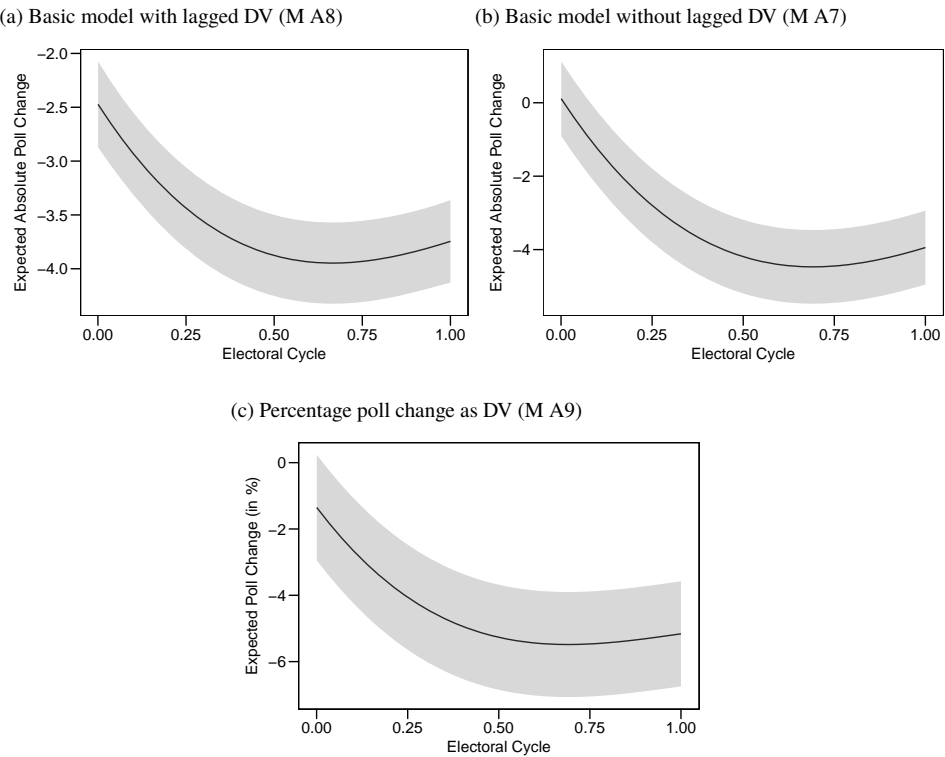 (a) Basic model with lagged DV (M A8)
Expected Absolute Poll Change
−2.0
−2.5
−3.0
−3.5
−4.0
0.00 0.25 0.50 0.75 1.00
Electoral Cycle
(b) Basic model without lagged DV (M A7)
Expected Absolute Poll Change
0
−2
−4
0.00 0.25 0.50 0.75 1.00
Electoral Cycle
(c) Percentage poll change as DV (M A9)
Expected Poll Change (in %)
0
−2
−4
−6
0.00 0.25 0.50 0.75 1.00
Electoral Cycle